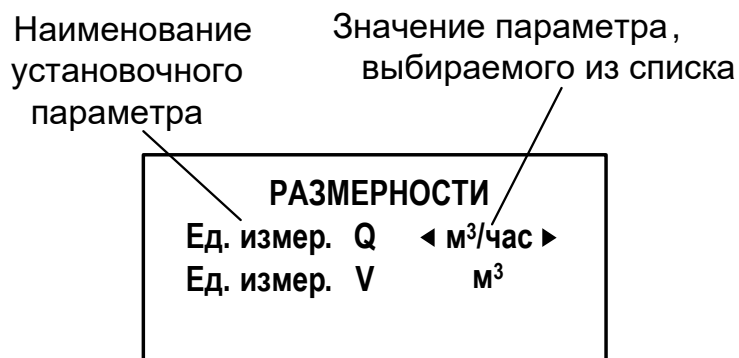 Наименование
установочного
параметра
Значение параметра,
выбираемого из списка
РАЗМЕРНОСТИ
Ед. измер. Q ◄ м³/час ►
Ед. измер. V м³